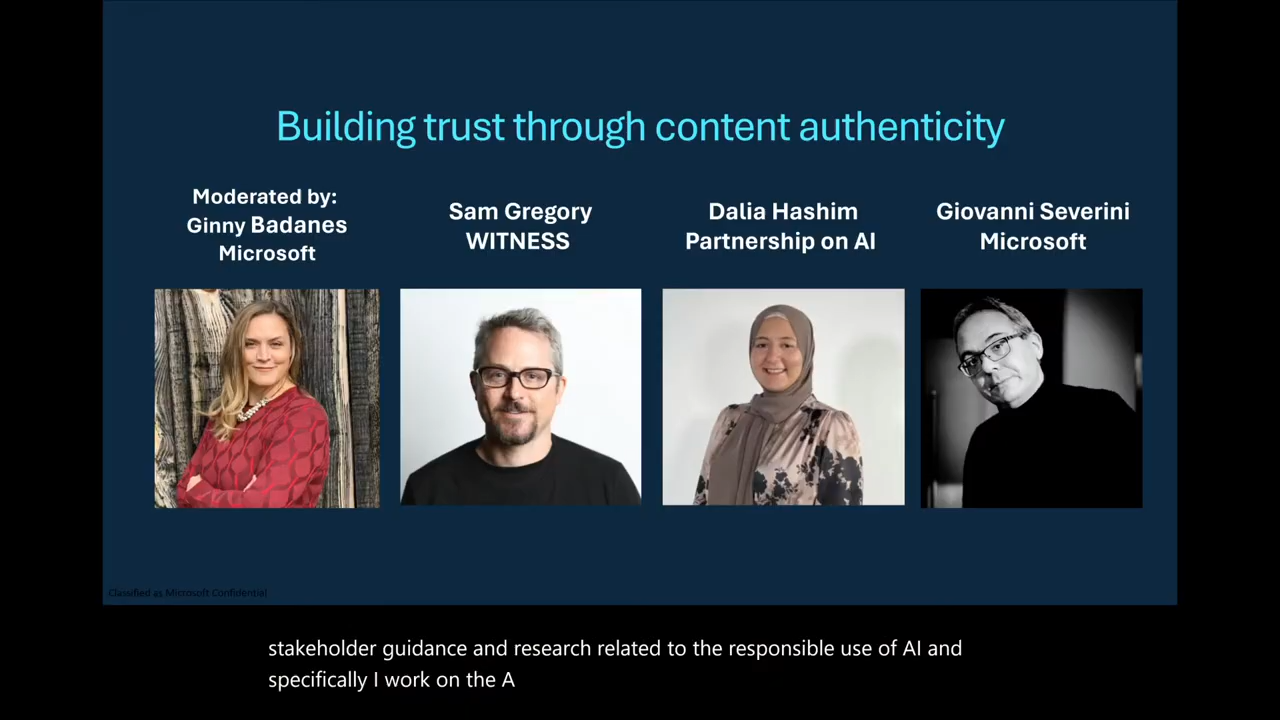 Building trust through content authenticity
Moderated by:
Ginny Badanes
Microsoft
Sam Gregory
WITNESS
Dalia Hashim
Partnership on AI
Giovanni Severini
Microsoft
Classified as Microsoft Confidential
stakeholder guidance and research related to the responsible use of AI and
specifically I work on the A